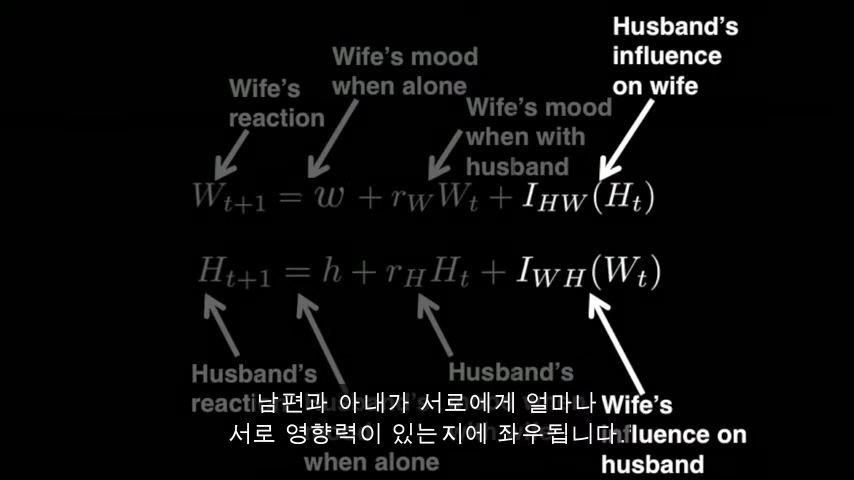 Husband's
influence
on wife
Wife's mood
when alone
Wife's
reaction
Wife's mood
when with
husband
W_{t+1} = w + r_W W_t + I_{HW}(H_t)
H_{t+1} = h + r_H H_t + I_{WH}(W_t)
Husband's
reaction
when alone
Husband's
남편과 아내가 서로에게 얼마나
서로 영향력이 있는지에 좌우됩니다.
Wife's
influence on
husband